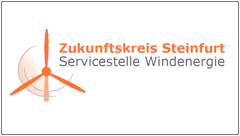 Zukunftskreis Steinfurt
Servicestelle Windenergie